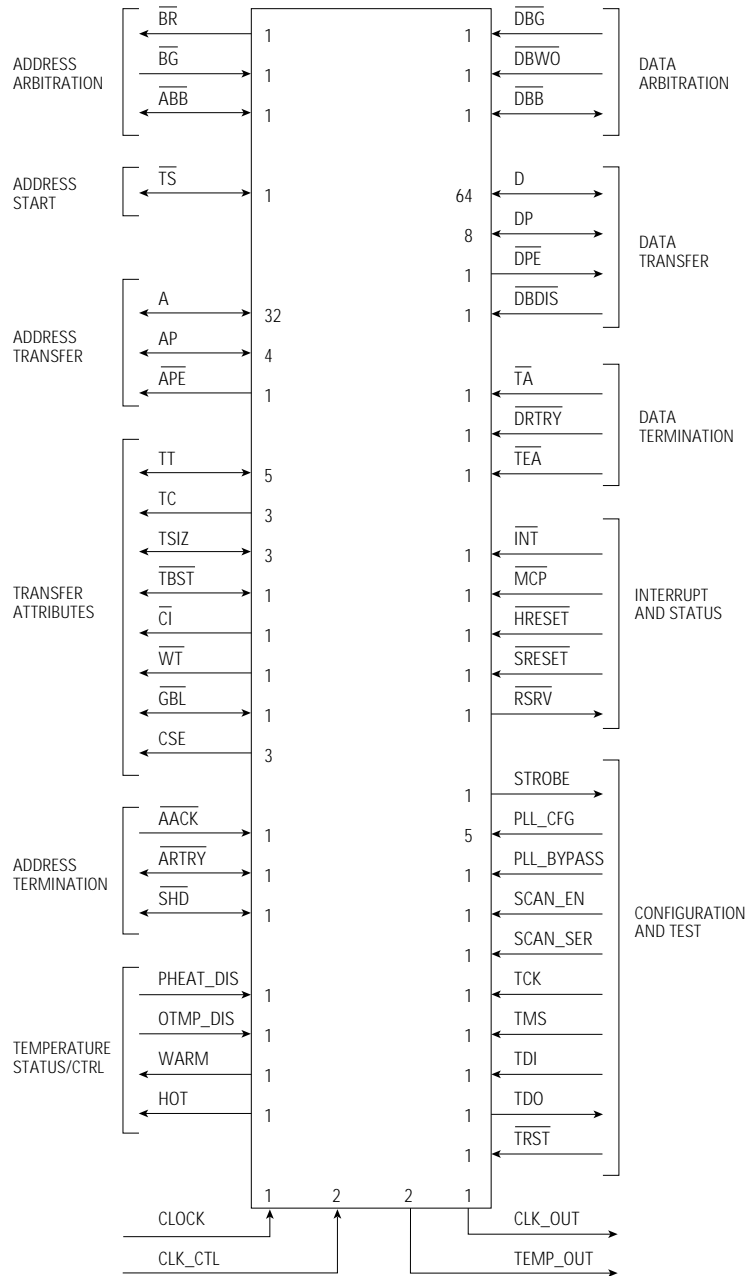 ADDRESS
ARBITRATION
BR
1
BG
1
ABB
1
ADDRESS
START
TS
1
ADDRESS
TRANSFER
A
32
AP
4
APE
1
TRANSFER
ATTRIBUTES
TT
5
TC
3
TSIZ
3
TBST
1
CI
1
WT
1
GBL
1
CSE
3
ADDRESS
TERMINATION
AACK
1
ARTRY
1
SHD
1
TEMPERATURE
STATUS/CTRL
PHEAT_DIS
1
OTMP_DIS
1
WARM
1
HOT
1
1 DBG
1 DBWO
1 DBB
DATA
ARBITRATION
64 D
8 DP
1 DPE
1 DBDIS
DATA
TRANSFER
1 TA
1 DRTRY
1 TEA
DATA
TERMINATION
1 INT
1 MCP
1 HRESET
1 SRESET
1 RSRV
INTERRUPT
AND STATUS
1 STROBE
5 PLL_CFG
1 PLL_BYPASS
1 SCAN_EN
1 SCAN_SER
1 TCK
1 TMS
1 TDI
1 TDO
1 TRST
CONFIGURATION
AND TEST
1 2 2 1
CLOCK CLK_OUT
CLK_CTL TEMP_OUT